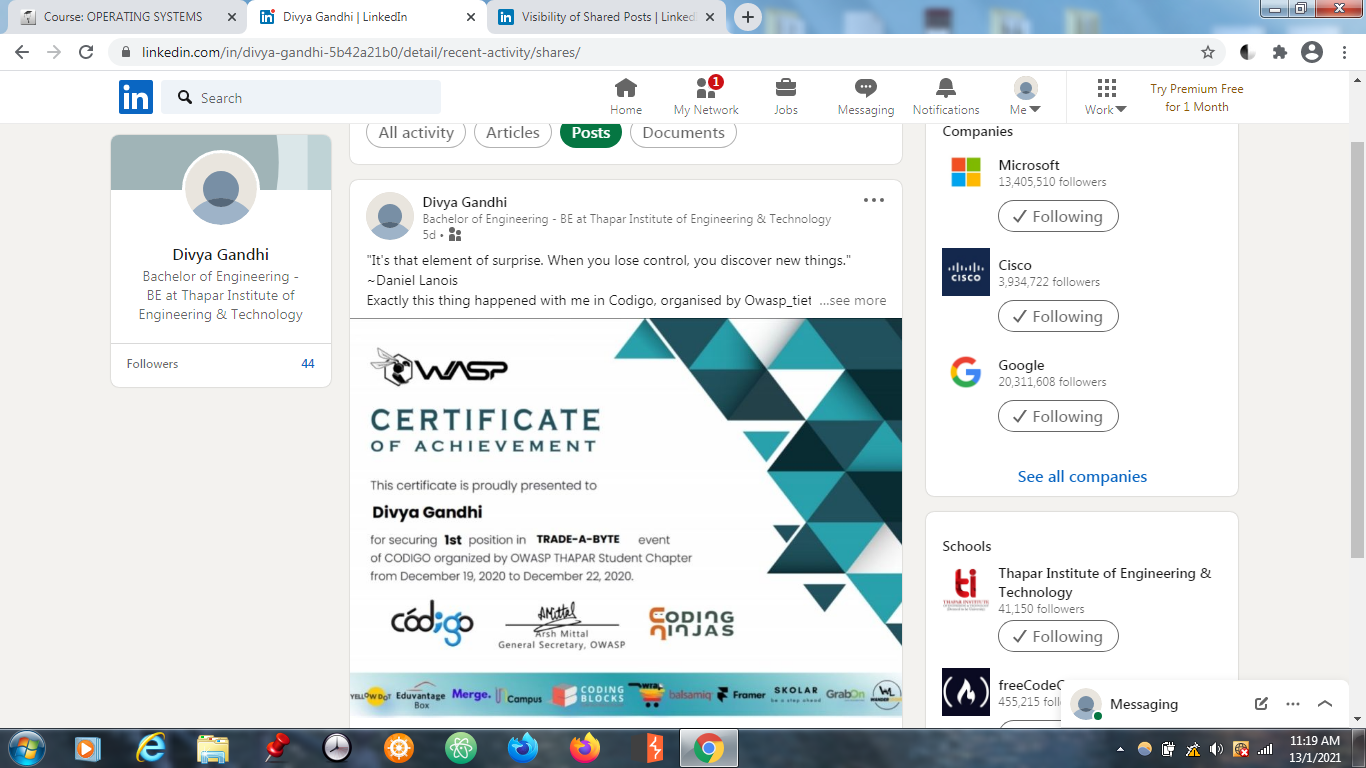 Course: OPERATING SYSTEMS
Divya Gandhi | LinkedIn
Visibility of Shared Posts | Linked
linkedin.com/in/divya-gandhi-5b42a21b0/detail/recent-activity/shares/
in
Search
Home
1
My Network
Jobs
Messaging
Notifications
Me
Work
Try Premium Free
for 1 Month
Divya Gandhi
Bachelor of Engineering -
BE at Thapar Institute of
Engineering & Technology
Followers 44
All activity
Articles
Posts
Documents
Divya Gandhi
Bachelor of Engineering - BE at Thapar Institute of Engineering & Technology
5d •
"It's that element of surprise. When you lose control, you discover new things."
~Daniel Lanois
Exactly this thing happened with me in Codigo, organised by Owasp_tiet ...see more
WASP
CERTIFICATE
OF ACHIEVEMENT
This certificate is proudly presented to
Divya Gandhi
for securing 1st position in TRADE-A-BYTE event
of CODIGO organized by OWASP THAPAR Student Chapter
from December 19, 2020 to December 22, 2020.
código
AMittal
Arsh Mittal
General Secretary, OWASP
CODING
NINJAS
YELLOW DOT
Eduvantage
Box
Merge.
Campus
CODING
BLOCKS
balsamiq
Framer
SKOLAR
be a step ahead
GrabOn
WL
Companies
Microsoft
13,405,510 followers
Following
CISCO
Cisco
3,934,722 followers
Following
Google
20,311,608 followers
Following
See all companies
Schools
ti
THAPAR INSTITUTE
Thapar Institute of Engineering &
Technology
41,150 followers
Following
freeCodeC
455,215 foll
Messaging
11:19 AM
13/1/2021